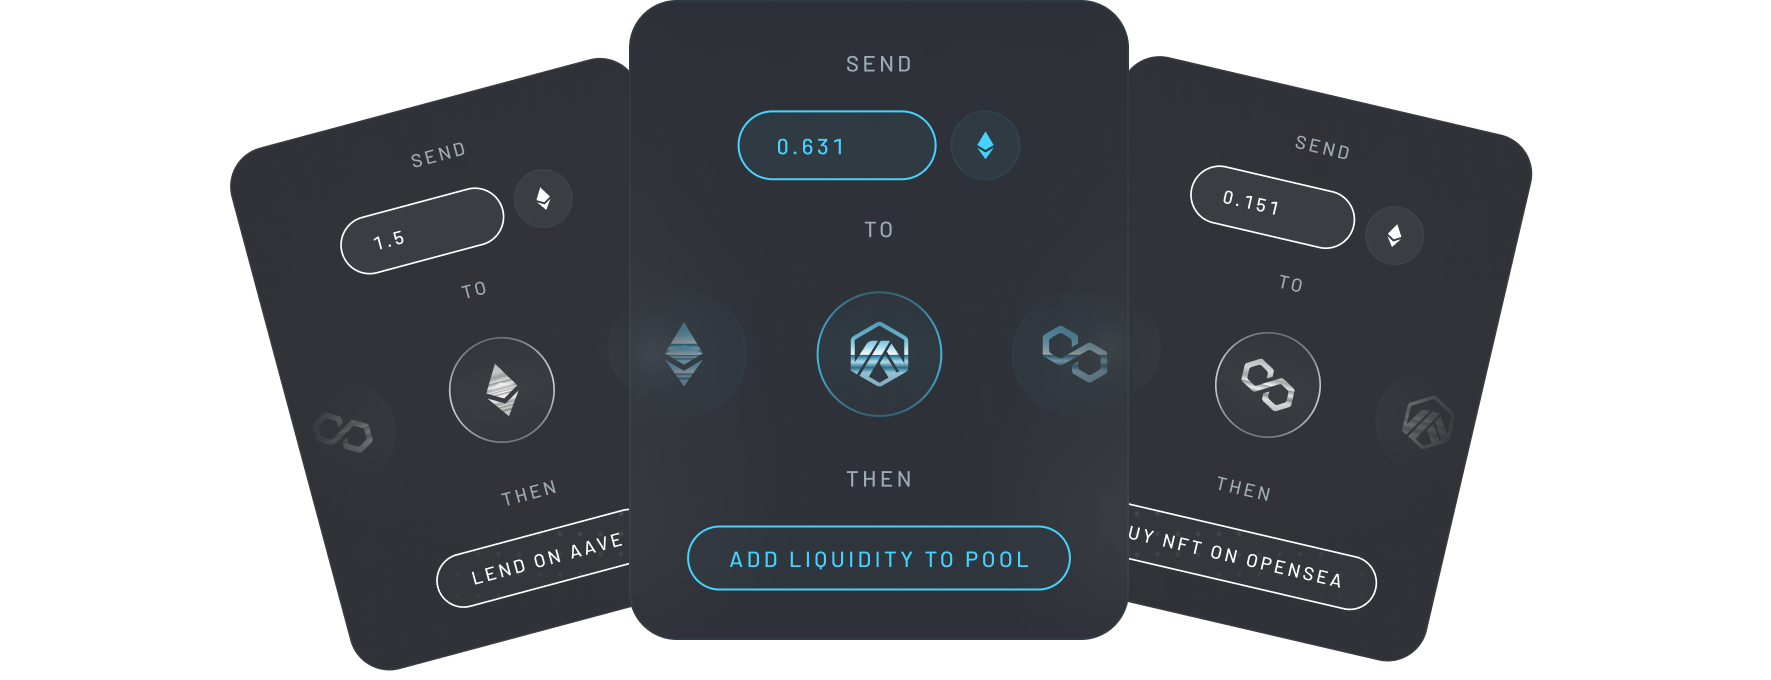 SEND
1.5
TO
THEN
LEND ON AAVE
SEND
0.631
TO
THEN
ADD LIQUIDITY TO POOL
SEND
0.151
TO
THEN
UY NFT ON OPENSEA